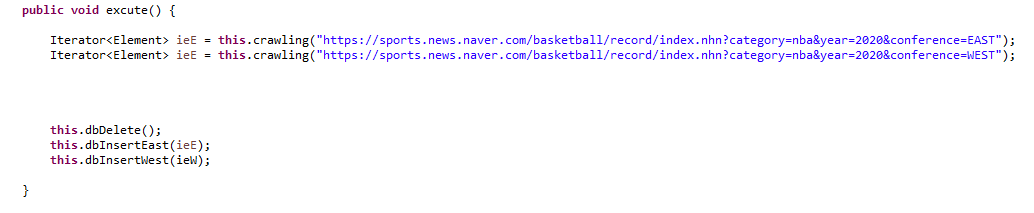 public void excute() {
Iterator<Element> ieE = this.crawling("https://sports.news.naver.com/basketball/record/index.nhn?category=nba&year=2020&conference=EAST");
Iterator<Element> ieE = this.crawling("https://sports.news.naver.com/basketball/record/index.nhn?category=nba&year=2020&conference=WEST");
this.dbDelete();
this.dbInsertEast(ieE);
this.dbInsertWest(ieW);
}